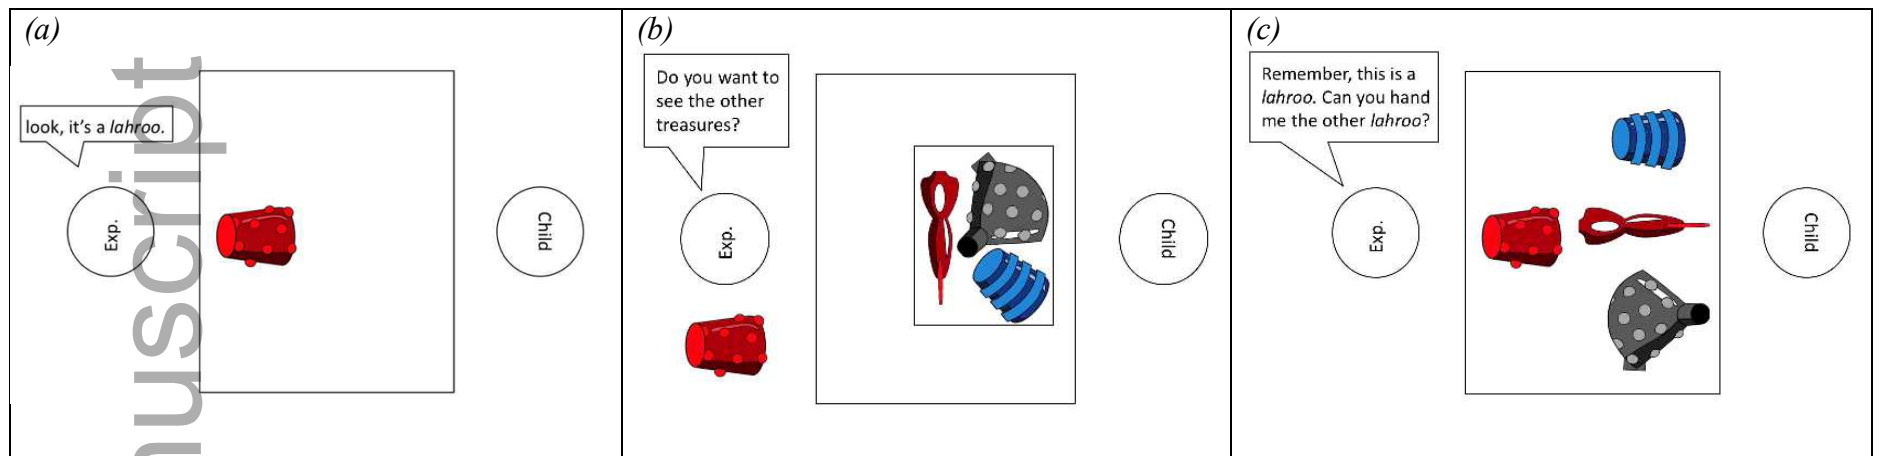 (a)
look, it's a lahroo.
Exp.
Child
(b)
Do you want to
see the other
treasures?
Exp.
Child
(c)
Remember, this is a
lahroo. Can you hand
me the other lahroo?
Exp.
Child
nuscript